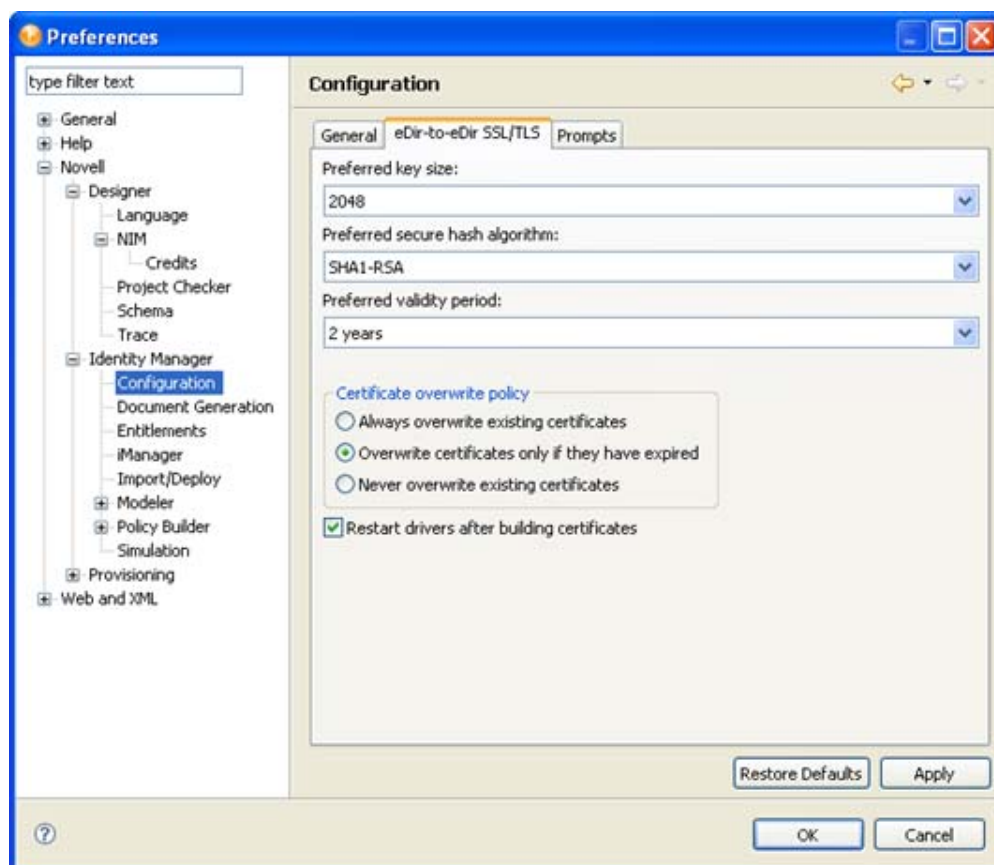 Preferences
type filter text
General
Help
Novell
Designer
Language
NIM
Credits
Project Checker
Schema
Trace
Identity Manager
Configuration
Document Generation
Entitlements
iManager
Import/Deploy
Modeler
Policy Builder
Simulation
Provisioning
Web and XML
Configuration
General eDir-to-eDir SSL/TLS Prompts
Preferred key size:
2048
Preferred secure hash algorithm:
SHA1-RSA
Preferred validity period:
2 years
Certificate overwrite policy
Always overwrite existing certificates
Overwrite certificates only if they have expired
Never overwrite existing certificates
Restart drivers after building certificates
Restore Defaults Apply
? OK Cancel